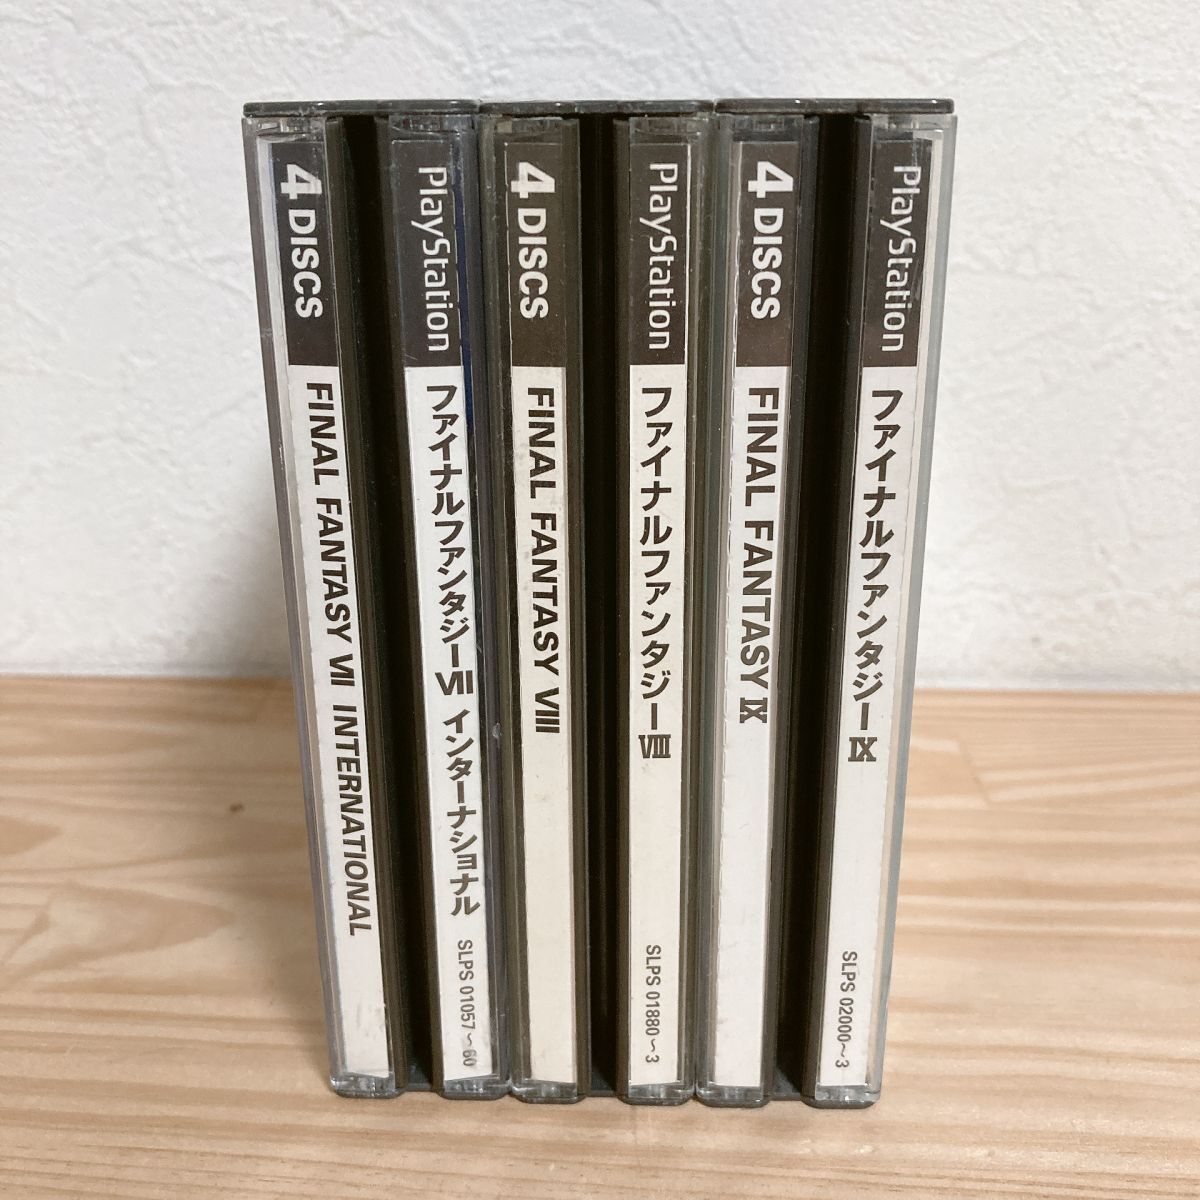 4 DISCS FINAL FANTASY VII INTERNATIONAL
PlayStation ファイナルファンタジーVII インターナショナル SLPS 01057～60
4 DISCS FINAL FANTASY VIII
PlayStation ファイナルファンタジーVIII SLPS 01880～3
4 DISCS FINAL FANTASY IX
PlayStation ファイナルファンタジーIX SLPS 02000～3